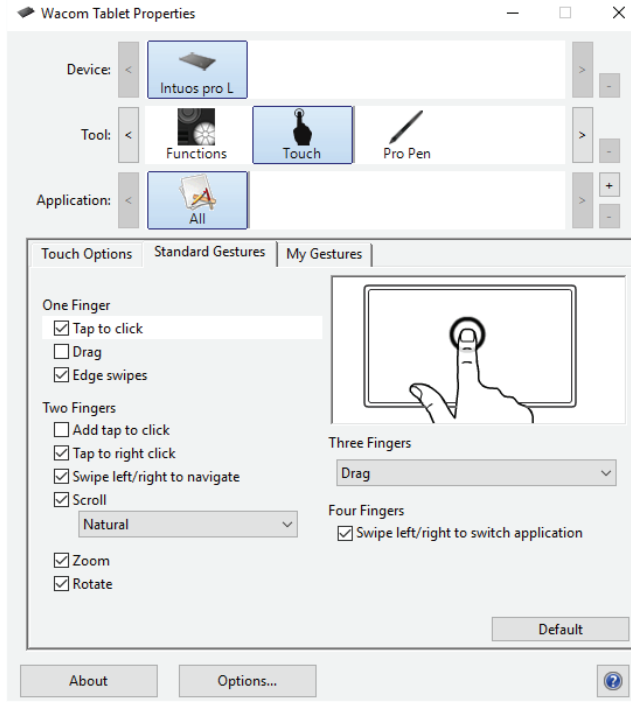 Wacom Tablet Properties
Device:
<
Intuos pro L
>
-
Tool:
<
Functions
Touch
Pro Pen
>
-
Application:
<
All
>
+
-
Touch Options
Standard Gestures
My Gestures
One Finger
Tap to click
Drag
Edge swipes
Two Fingers
Add tap to click
Tap to right click
Swipe left/right to navigate
Scroll
Natural
Zoom
Rotate
Three Fingers
Drag
Four Fingers
Swipe left/right to switch application
Default
About
Options...
?